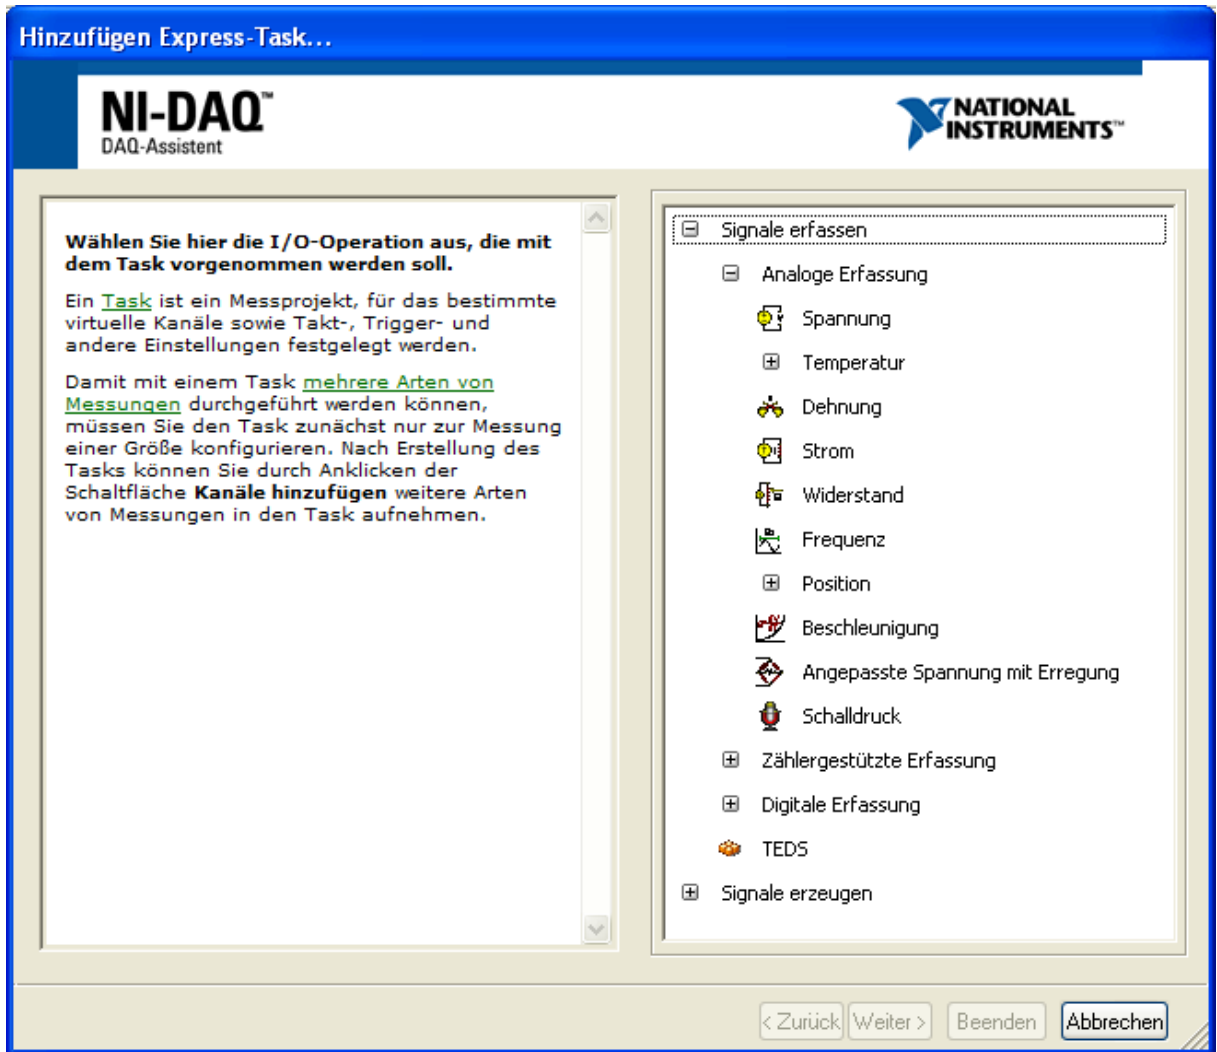 Hinzufügen Express-Task...
NI-DAQ™
DAQ-Assistent
NATIONAL
INSTRUMENTS™
Wählen Sie hier die I/O-Operation aus, die mit
dem Task vorgenommen werden soll.
Ein Task ist ein Messprojekt, für das bestimmte
virtuelle Kanäle sowie Takt-, Trigger- und
andere Einstellungen festgelegt werden.
Damit mit einem Task mehrere Arten von
Messungen durchgeführt werden können,
müssen Sie den Task zunächst nur zur Messung
einer Größe konfigurieren. Nach Erstellung des
Tasks können Sie durch Anklicken der
Schaltfläche Kanäle hinzufügen weitere Arten
von Messungen in den Task aufnehmen.
Signale erfassen
Analoge Erfassung
Spannung
Temperatur
Dehnung
Strom
Widerstand
Frequenz
Position
Beschleunigung
Angepasste Spannung mit Erregung
Schalldruck
Zählergestützte Erfassung
Digitale Erfassung
TEDS
Signale erzeugen
< Zurück Weiter > Beenden Abbrechen